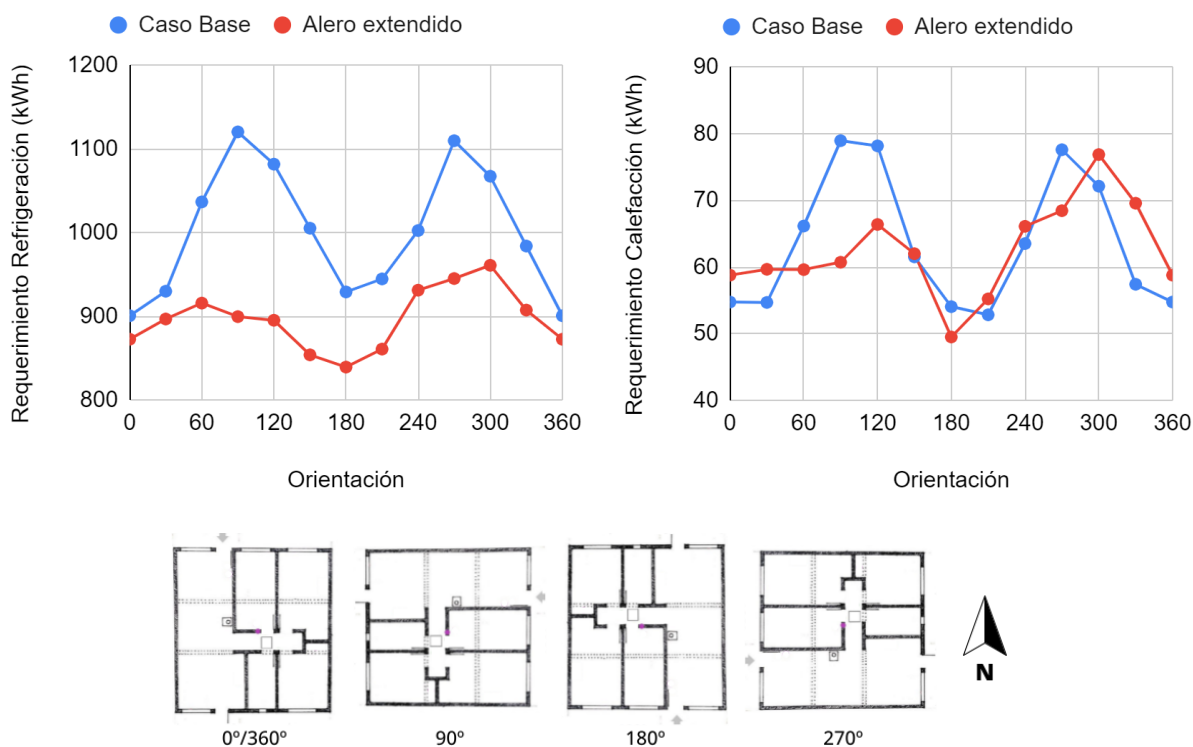 Caso Base Alero extendido
Requerimiento Refrigeración (kWh)
1200
1100
1000
900
800
0 60 120 180 240 300 360
Orientación
Caso Base Alero extendido
Requerimiento Calefacción (kWh)
90
80
70
60
50
40
0 60 120 180 240 300 360
Orientación
N
0º/360º 90º 180º 270º